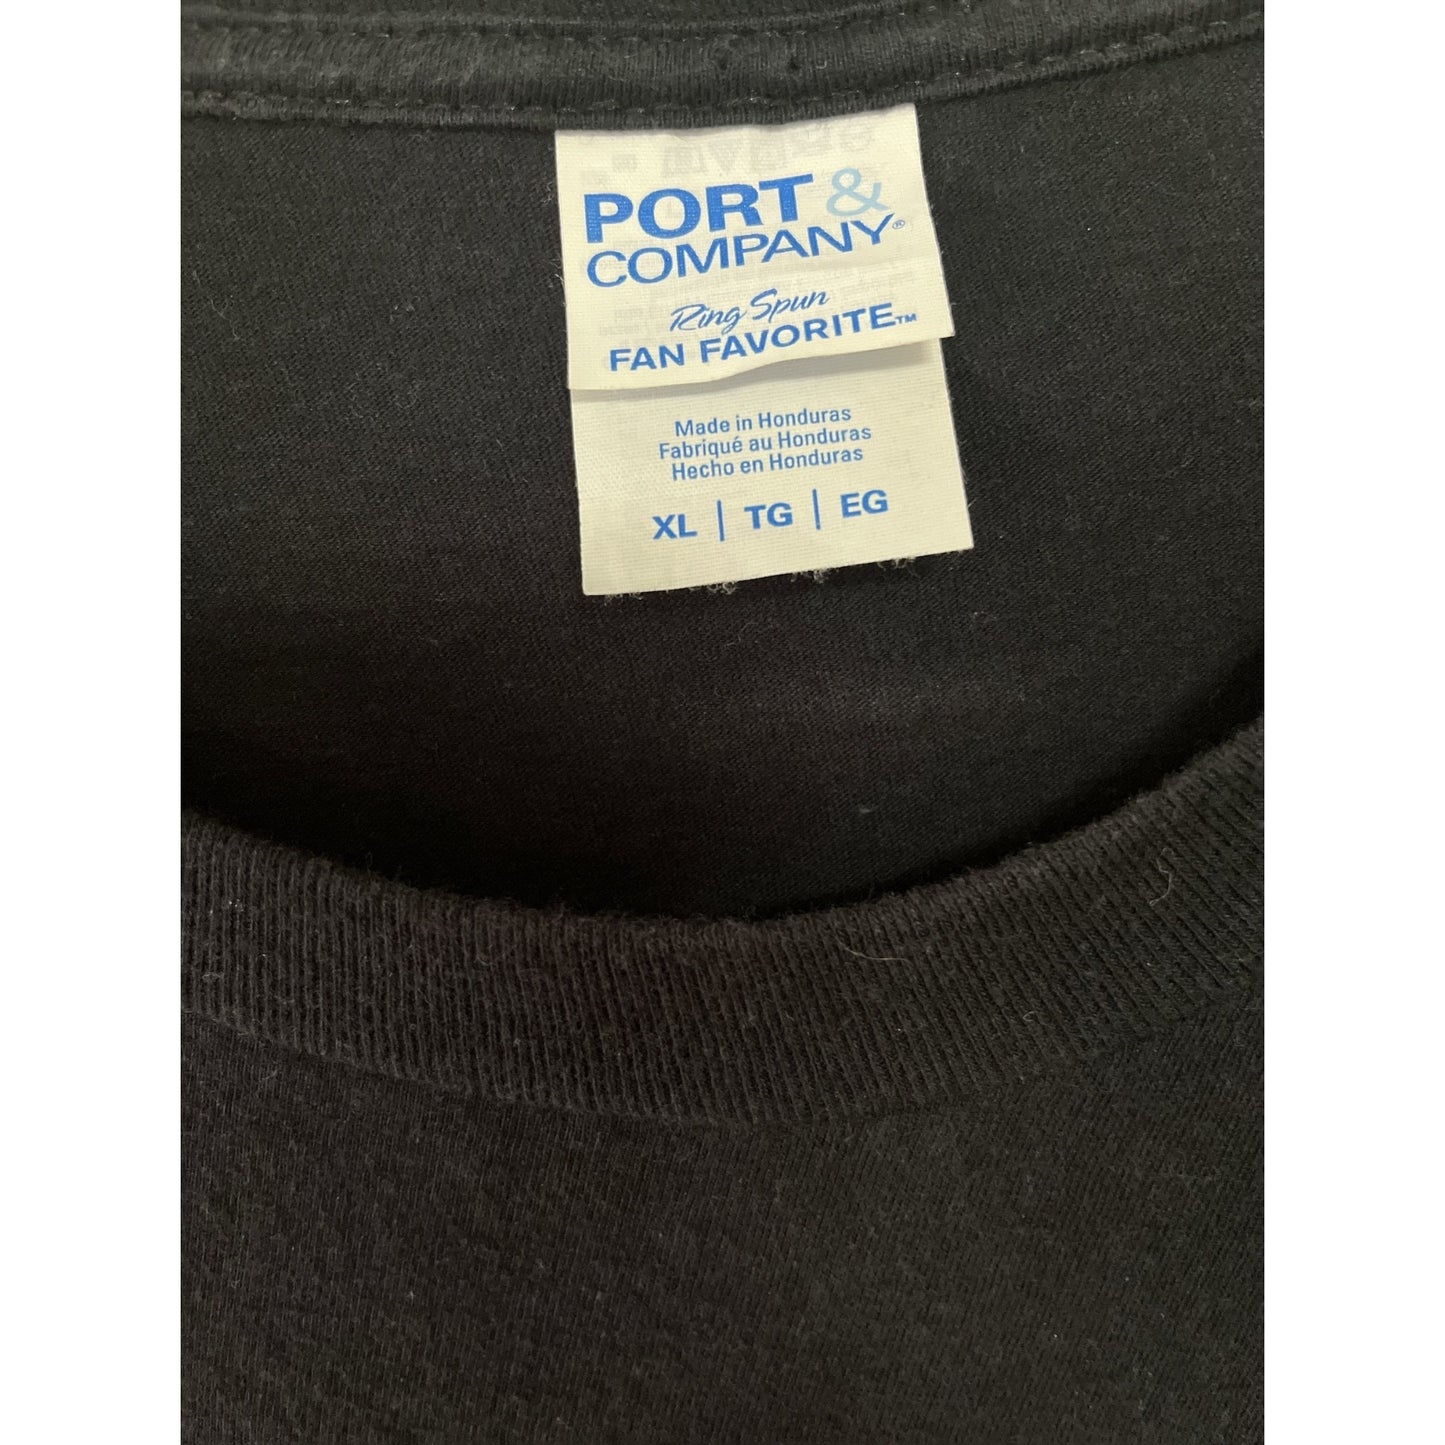 PORT &
COMPANY®
Ring Spun
FAN FAVORITE™
Made in Honduras
Fabriqué au Honduras
Hecho en Honduras
XL | TG | EG